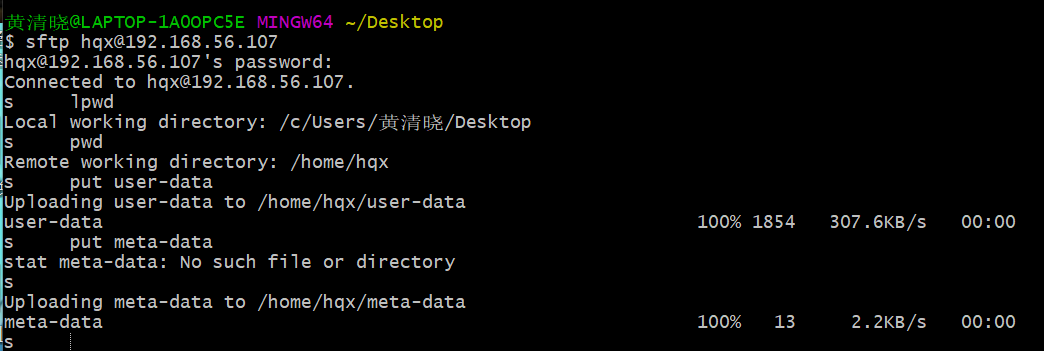 黄清晓@LAPTOP-1AOOPC5E MINGW64 ~/Desktop
$ sftp hqx@192.168.56.107
hqx@192.168.56.107's password:
Connected to hqx@192.168.56.107.
s     lpwd
Local working directory: /c/Users/黄清晓/Desktop
s     pwd
Remote working directory: /home/hqx
s     put user-data
Uploading user-data to /home/hqx/user-data
user-data                                                      100% 1854   307.6KB/s   00:00
s     put meta-data
stat meta-data: No such file or directory
s
Uploading meta-data to /home/hqx/meta-data
meta-data                                                      100%   13     2.2KB/s   00:00
s